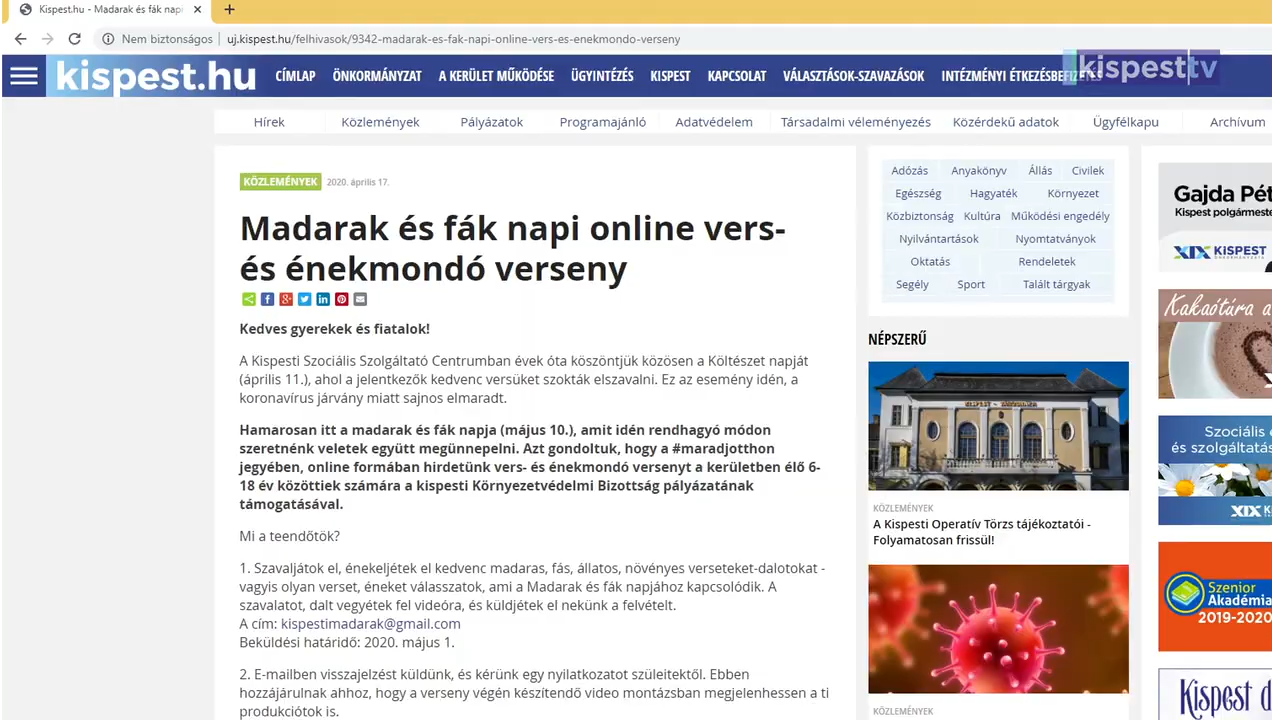 Kispest.hu - Madarak és fák napi
Nem biztonságos
uj.kispest.hu/felhivasok/9342-madarak-es-fak-napi-online-vers-es-enekmondo-verseny
kispest.hu
CÍMLAP ÖNKORMÁNYZAT A KERÜLET MŰKÖDÉSE ÜGYINTÉZÉS KISPEST KAPCSOLAT VÁLASZTÁSOK-SZAVAZÁSOK INTÉZMÉNYI ÉTKEZÉSBEFIZETÉS
kispest tv
Hírek Közlemények Pályázatok Programajánló Adatvédelem Társadalmi véleményezés Közérdekű adatok Ügyfélkapu Archívum
KÖZLEMÉNYEK 2020. április 17.
Madarak és fák napi online vers-
és énekmondó verseny
Kedves gyerekek és fiatalok!
A Kispesti Szociális Szolgáltató Centrumban évek óta köszöntjük közösen a Költészet napját
(április 11.), ahol a jelentkezők kedvenc versüket szokták elszavalni. Ez az esemény idén, a
koronavírus járvány miatt sajnos elmaradt.
Hamarosan itt a madarak és fák napja (május 10.), amit idén rendhagyó módon
szeretnénk veletek együtt megünnepelni. Azt gondoltuk, hogy a #maradjotthon
jegyében, online formában hirdetünk vers- és énekmondó versenyt a kerületben élő 6-
18 év közöttiek számára a kispesti Környezetvédelmi Bizottság pályázatának
támogatásával.
Mi a teendőtök?
1. Szavaljátok el, énekeljétek el kedvenc madaras, fás, állatos, növényes verseteket-dalotokat -
vagyis olyan verset, éneket válasszatok, ami a Madarak és fák napjához kapcsolódik. A
szavalatot, dalt vegyétek fel videóra, és küldjétek el nekünk a felvételt.
A cím: kispestimadarak@gmail.com
Beküldési határidő: 2020. május 1.
2. E-mailben visszajelzést küldünk, és kérünk egy nyilatkozatot szüleitektől. Ebben
hozzájárulnak ahhoz, hogy a verseny végén készítendő video montázsban megjelenhessen a ti
produkciótok is.
Adózás Anyakönyv Állás Civilek
Egészség Hagyaték Környezet
Közbiztonság Kultúra Működési engedély
Nyilvántartások Nyomtatványok
Oktatás Rendeletek
Segély Sport Talált tárgyak
NÉPSZERŰ
KÖZLEMÉNYEK
A Kispesti Operatív Törzs tájékoztatói -
Folyamatosan frissül!
KÖZLEMÉNYEK
Gajda Pét
Kispest polgármeste
XIX KISPEST
Kakaótúra a
Szociális é
és szolgáltatás
XIX K
Szenior
Akadémia
2019-2020
Kispest d